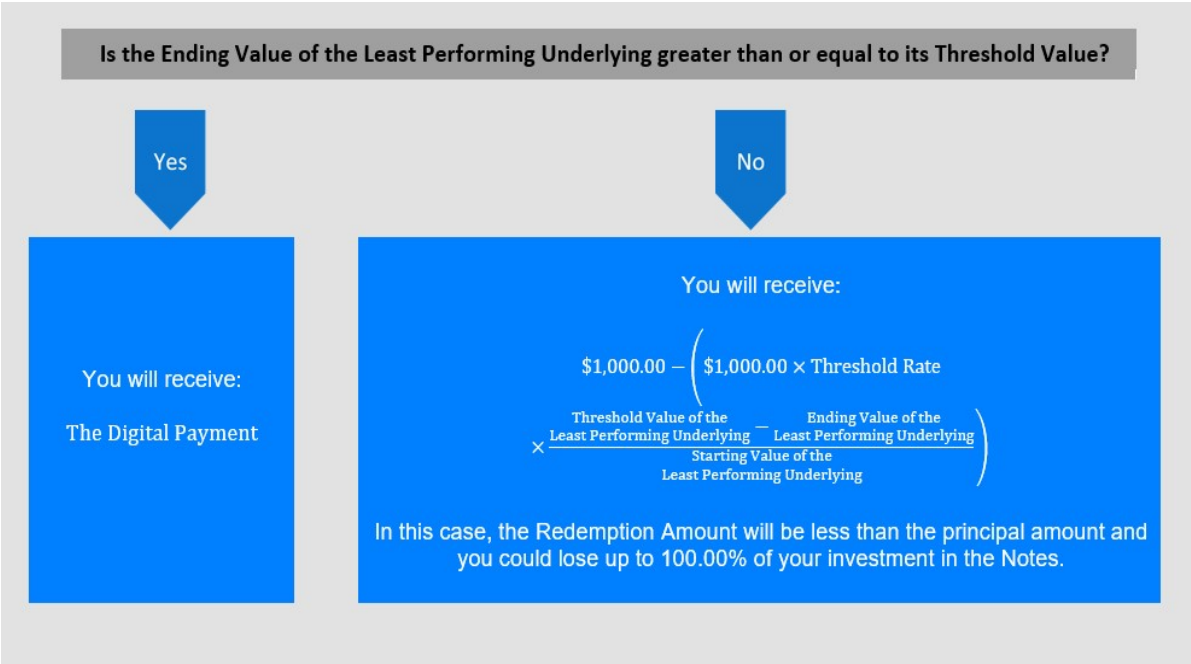 Is the Ending Value of the Least Performing Underlying greater than or equal to its Threshold Value?
Yes
No
You will receive:
The Digital Payment
You will receive:
$1,000.00 − ( $1,000.00 × Threshold Rate
Threshold Value of the Ending Value of the
× Least Performing Underlying − Least Performing Underlying )
Starting Value of the
Least Performing Underlying
In this case, the Redemption Amount will be less than the principal amount and
you could lose up to 100.00% of your investment in the Notes.